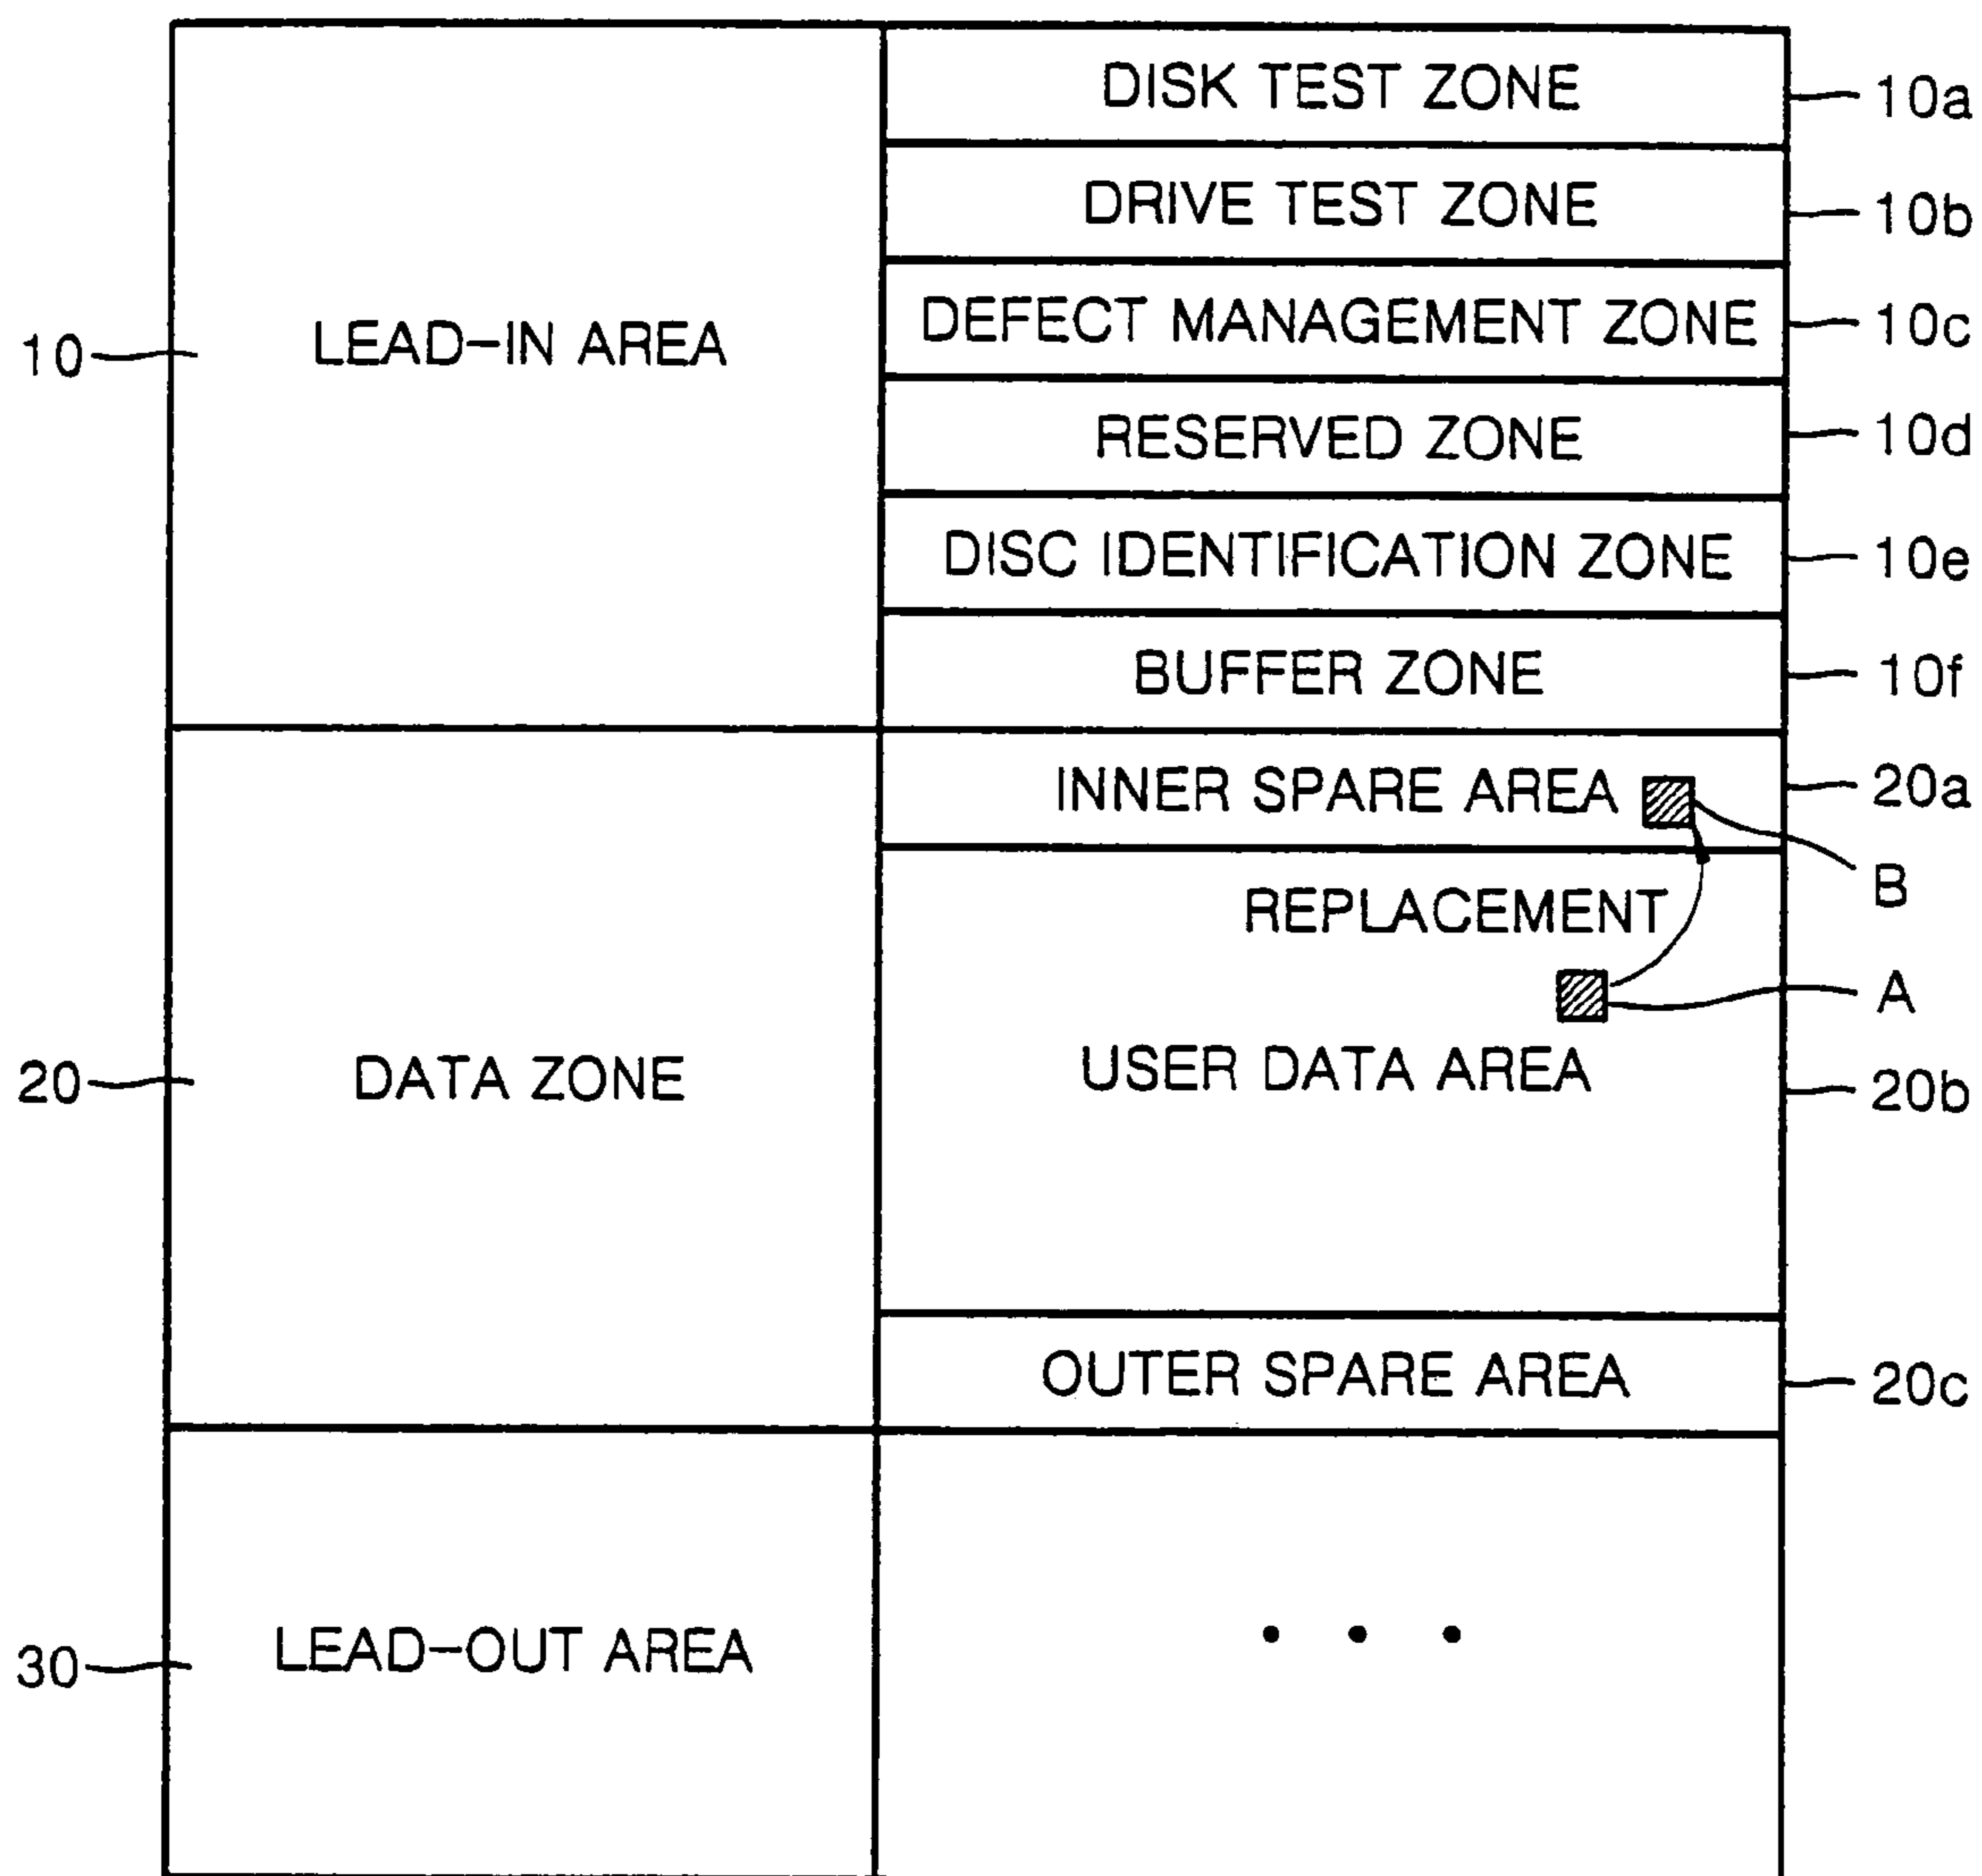 DISK TEST ZONE 10a
DRIVE TEST ZONE 10b
DEFECT MANAGEMENT ZONE 10c
10 LEAD-IN AREA
RESERVED ZONE 10d
DISC IDENTIFICATION ZONE 10e
BUFFER ZONE 10f
INNER SPARE AREA 20a
B
REPLACEMENT
A
20 DATA ZONE
USER DATA AREA 20b
OUTER SPARE AREA 20c
30 LEAD-OUT AREA
• • •